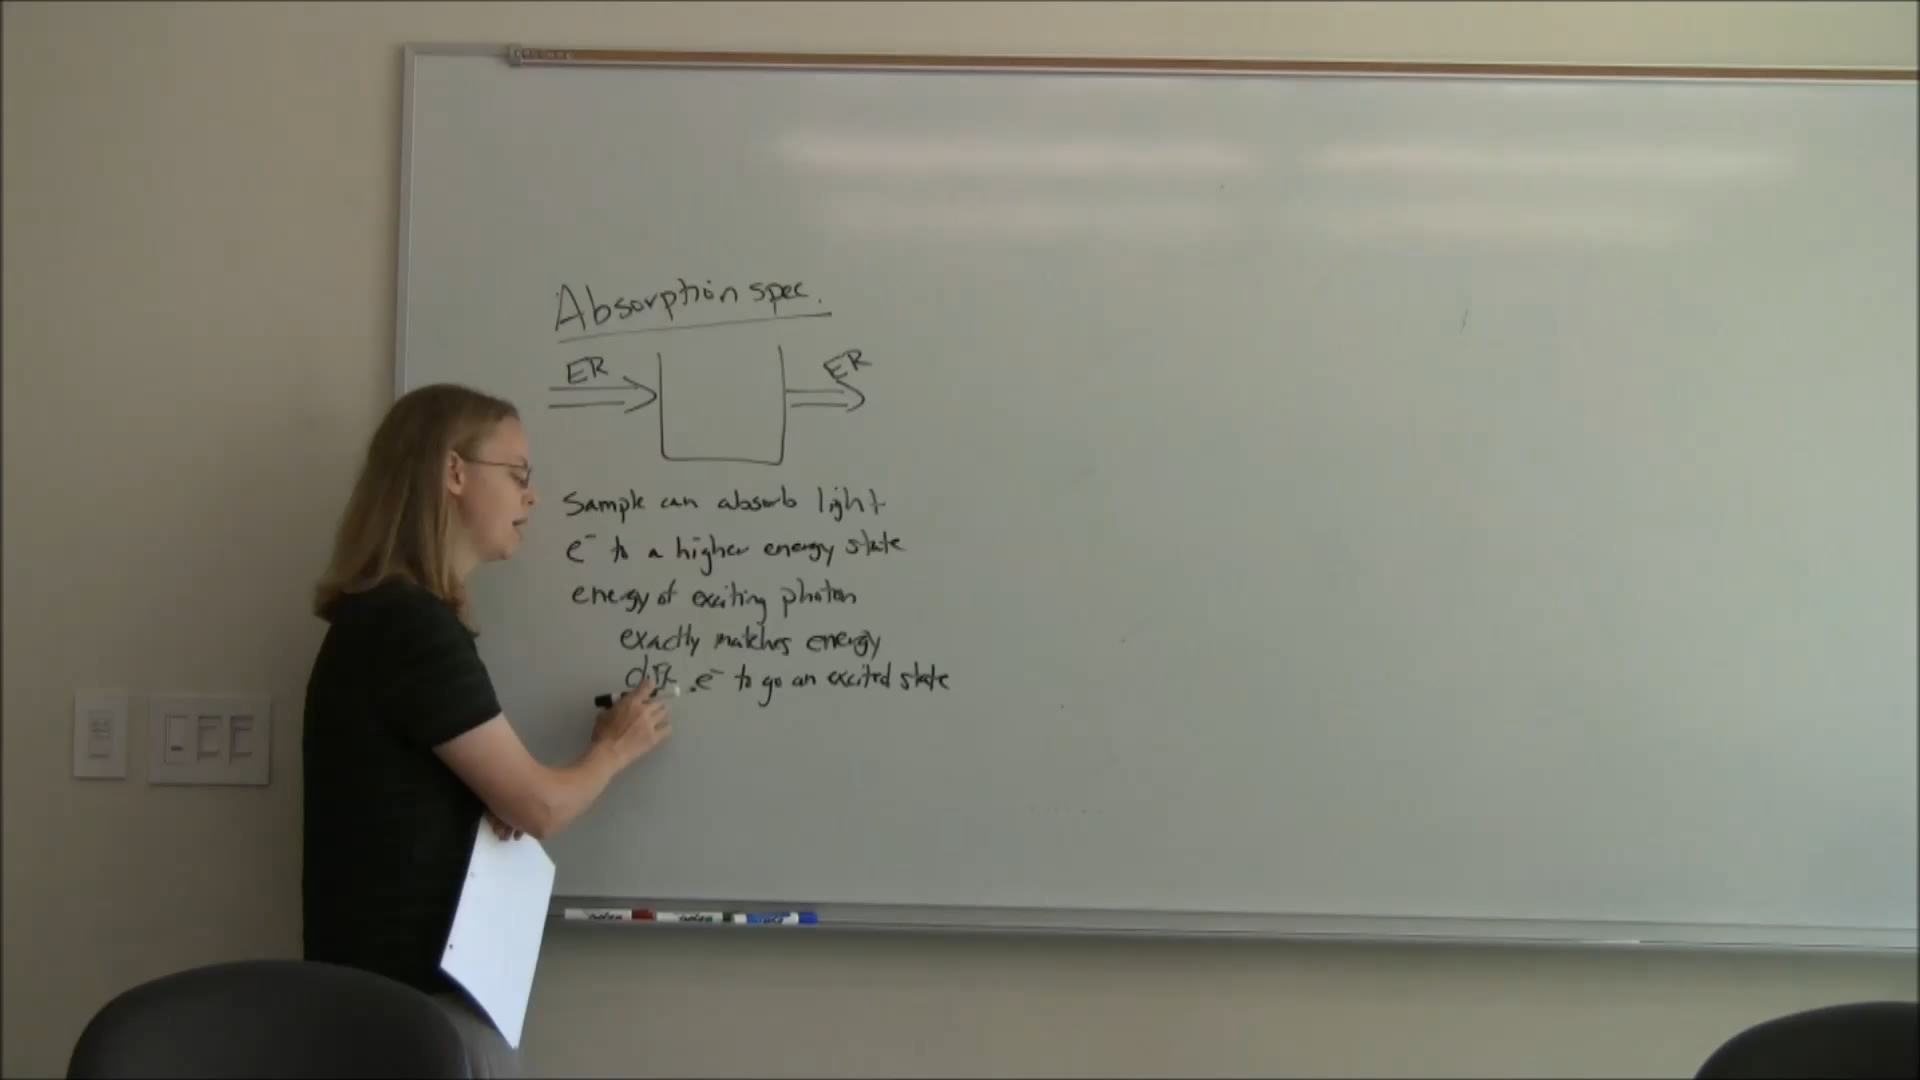 Absorption spec.
ER
ER
Sample can absorb light
e⁻ to a higher energy state
energy of exciting photon
exactly matches energy
diff. e⁻ to go an excited state